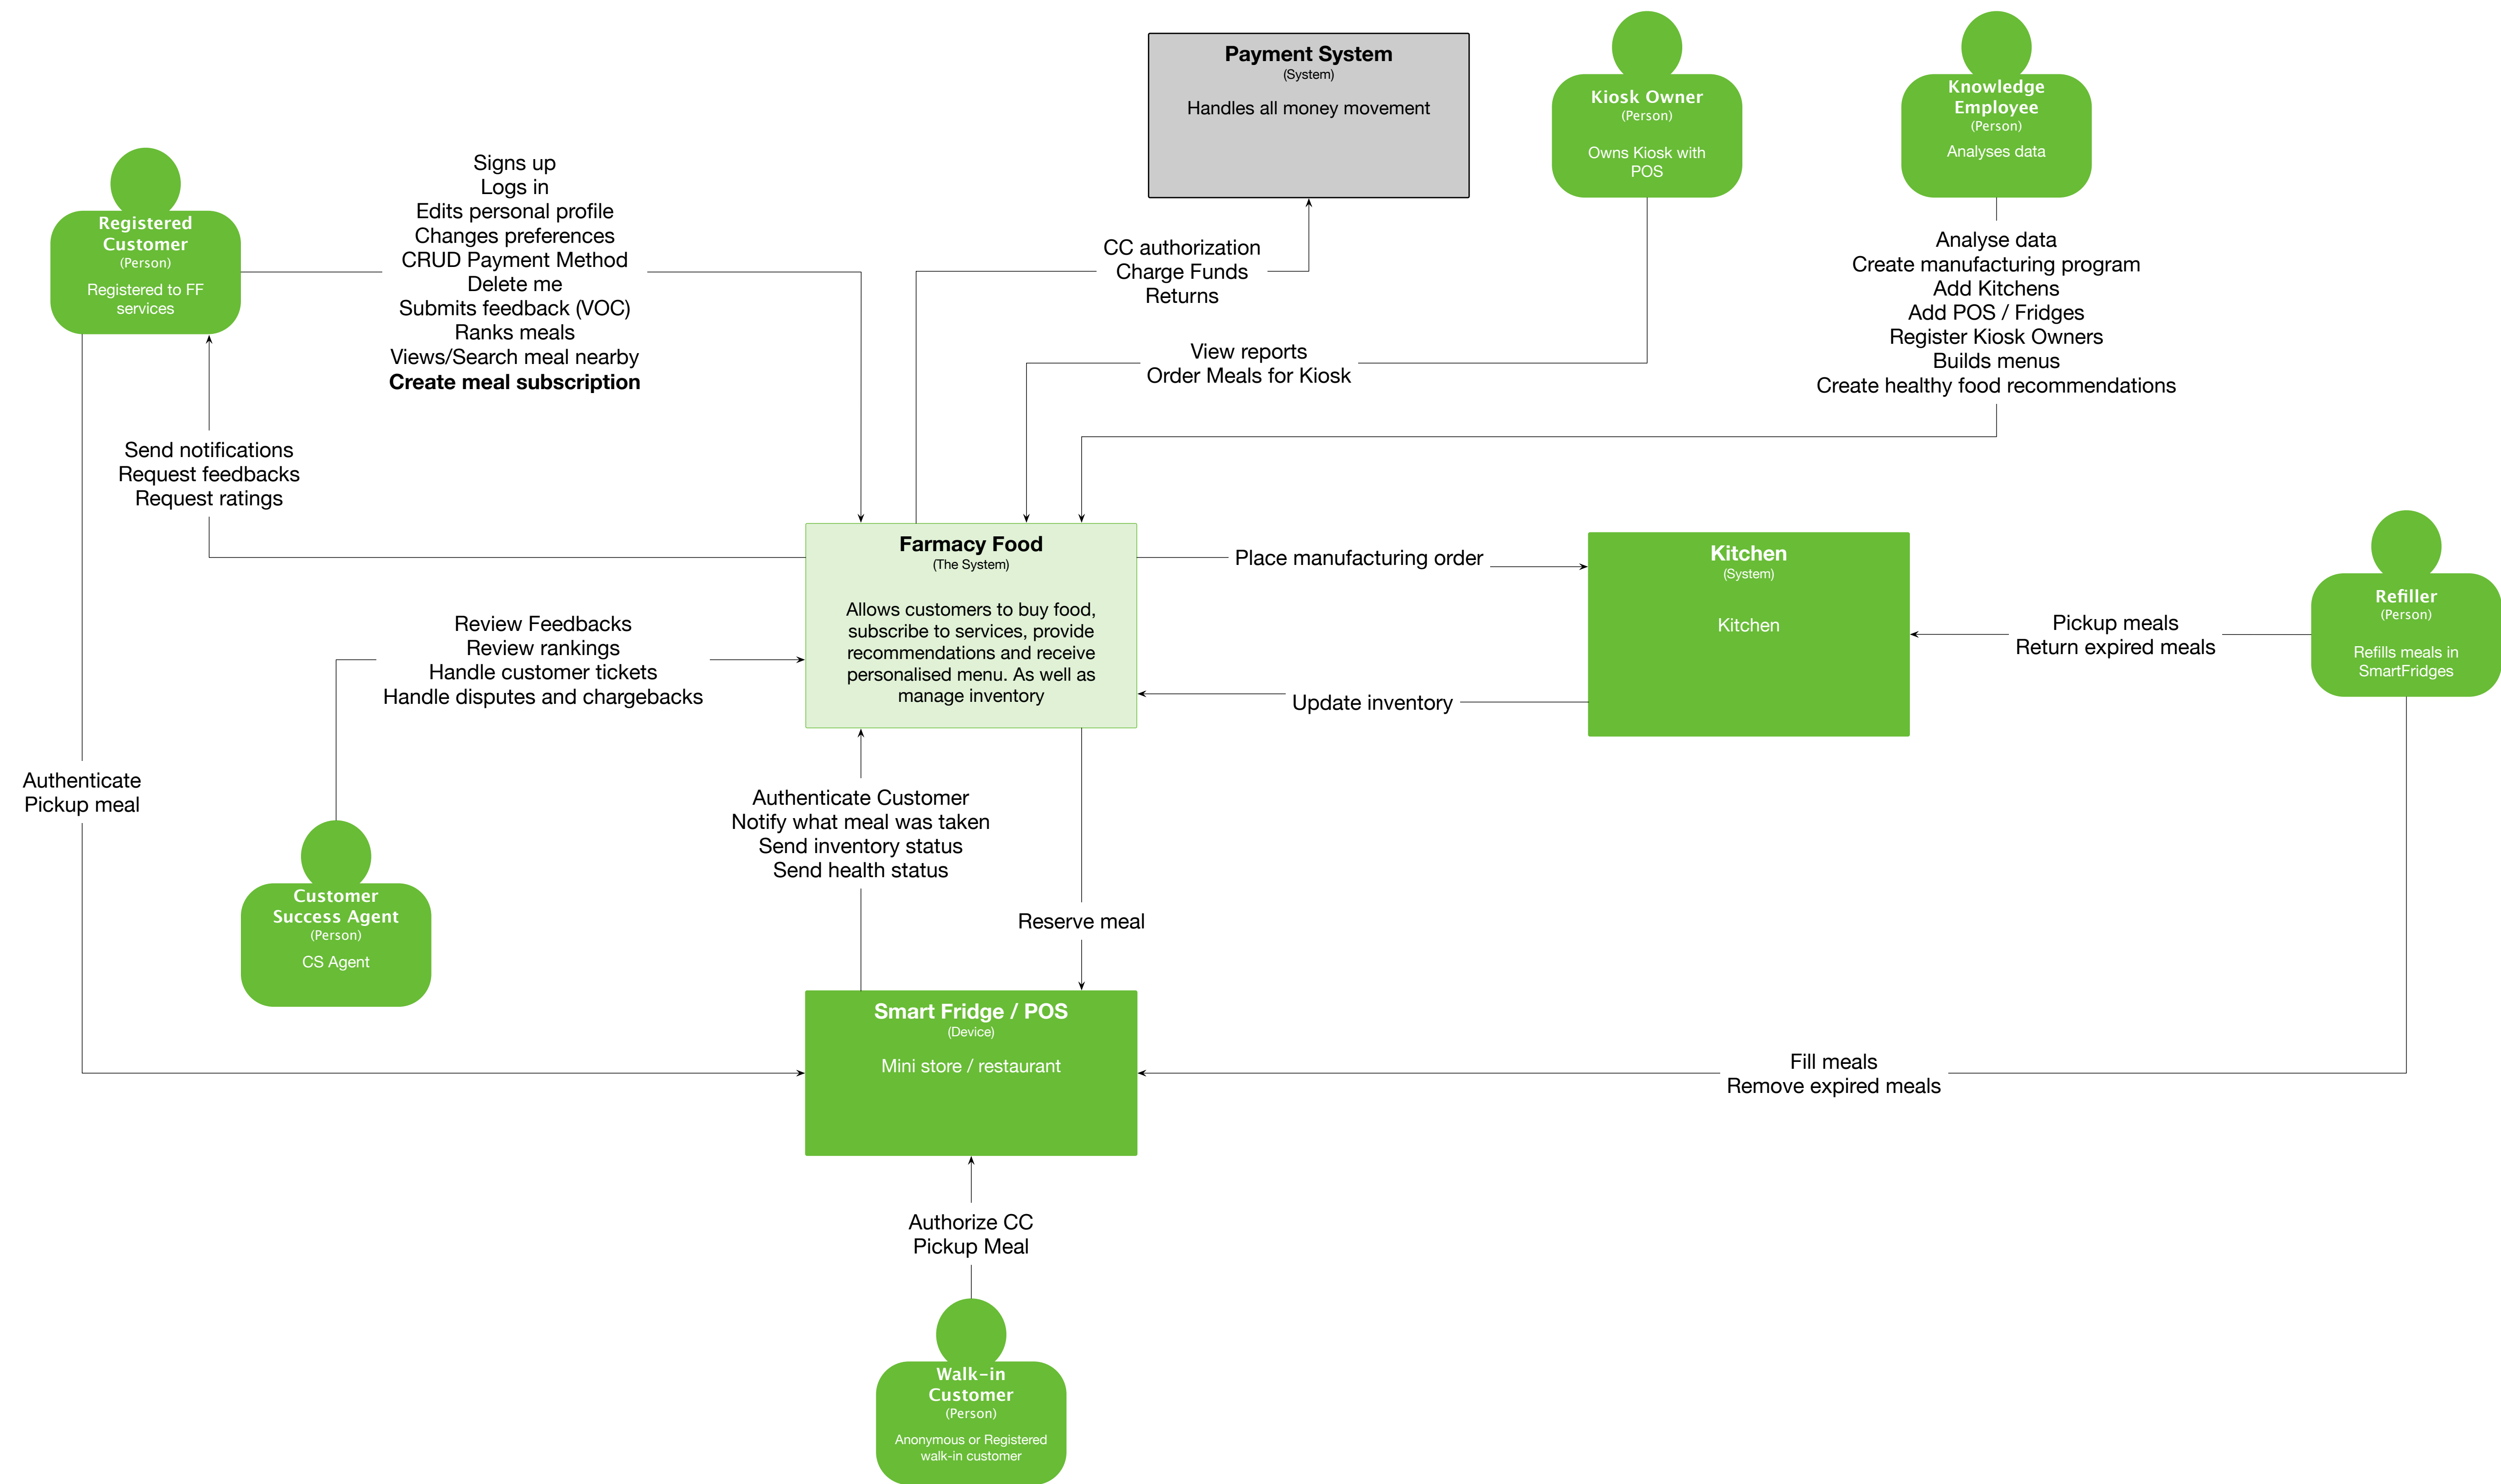 Payment System
(System)
Handles all money movement
Kiosk Owner
(Person)
Owns Kiosk with
POS
Knowledge
Employee
(Person)
Analyses data
Registered
Customer
(Person)
Registered to FF
services
Signs up
Logs in
Edits personal profile
Changes preferences
CRUD Payment Method
Delete me
Submits feedback (VOC)
Ranks meals
Views/Search meal nearby
Create meal subscription
CC authorization
Charge Funds
Returns
View reports
Order Meals for Kiosk
Analyse data
Create manufacturing program
Add Kitchens
Add POS / Fridges
Register Kiosk Owners
Builds menus
Create healthy food recommendations
Send notifications
Request feedbacks
Request ratings
Farmacy Food
(The System)
Allows customers to buy food,
subscribe to services, provide
recommendations and receive
personalised menu. As well as
manage inventory
Place manufacturing order
Kitchen
(System)
Kitchen
Refiller
(Person)
Refills meals in
SmartFridges
Pickup meals
Return expired meals
Update inventory
Review Feedbacks
Review rankings
Handle customer tickets
Handle disputes and chargebacks
Authenticate
Pickup meal
Authenticate Customer
Notify what meal was taken
Send inventory status
Send health status
Reserve meal
Customer
Success Agent
(Person)
CS Agent
Smart Fridge / POS
(Device)
Mini store / restaurant
Fill meals
Remove expired meals
Authorize CC
Pickup Meal
Walk-in
Customer
(Person)
Anonymous or Registered
walk-in customer